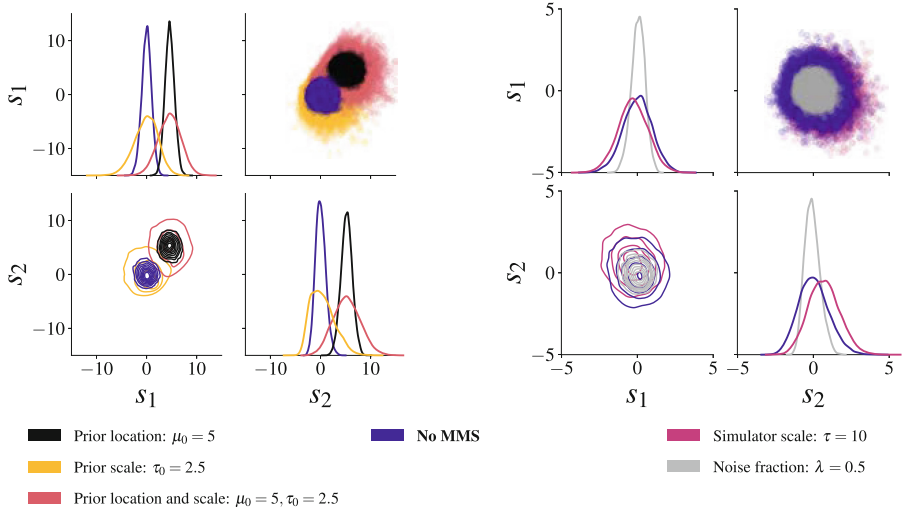 15
0
−10
s₁
5
0
−5
s₁
10
0
−10
s₂
−10
0
10
s₁
−10
0
10
s₂
5
0
−5
s₂
−5
0
5
s₁
−5
0
5
s₂
Prior location: μ₀ = 5
Prior scale: τ₀ = 2.5
Prior location and scale: μ₀ = 5, τ₀ = 2.5
No MMS
Simulator scale: τ = 10
Noise fraction: λ = 0.5